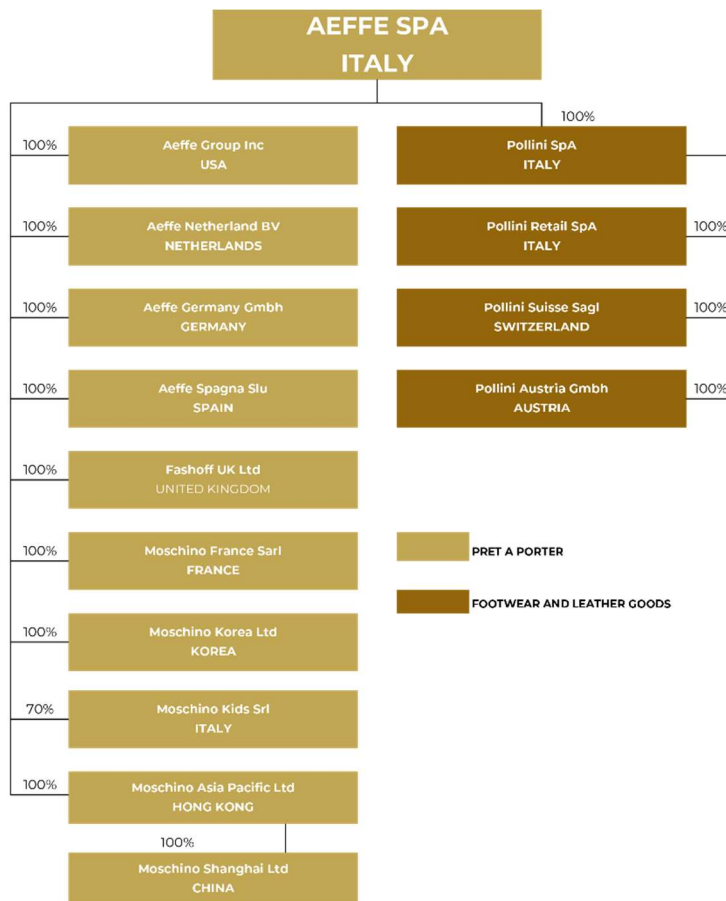 AEFFE SPA
ITALY
100%
100%
Aeffe Group Inc
USA
Pollini SpA
ITALY
100%
Aeffe Netherland BV
NETHERLANDS
Pollini Retail SpA
ITALY
100%
100%
Aeffe Germany Gmbh
GERMANY
Pollini Suisse Sagl
SWITZERLAND
100%
100%
Aeffe Spagna Slu
SPAIN
Pollini Austria Gmbh
AUSTRIA
100%
100%
Fashoff UK Ltd
UNITED KINGDOM
100%
Moschino France Sarl
FRANCE
PRET A PORTER
FOOTWEAR AND LEATHER GOODS
100%
Moschino Korea Ltd
KOREA
70%
Moschino Kids Srl
ITALY
100%
Moschino Asia Pacific Ltd
HONG KONG
100%
Moschino Shanghai Ltd
CHINA